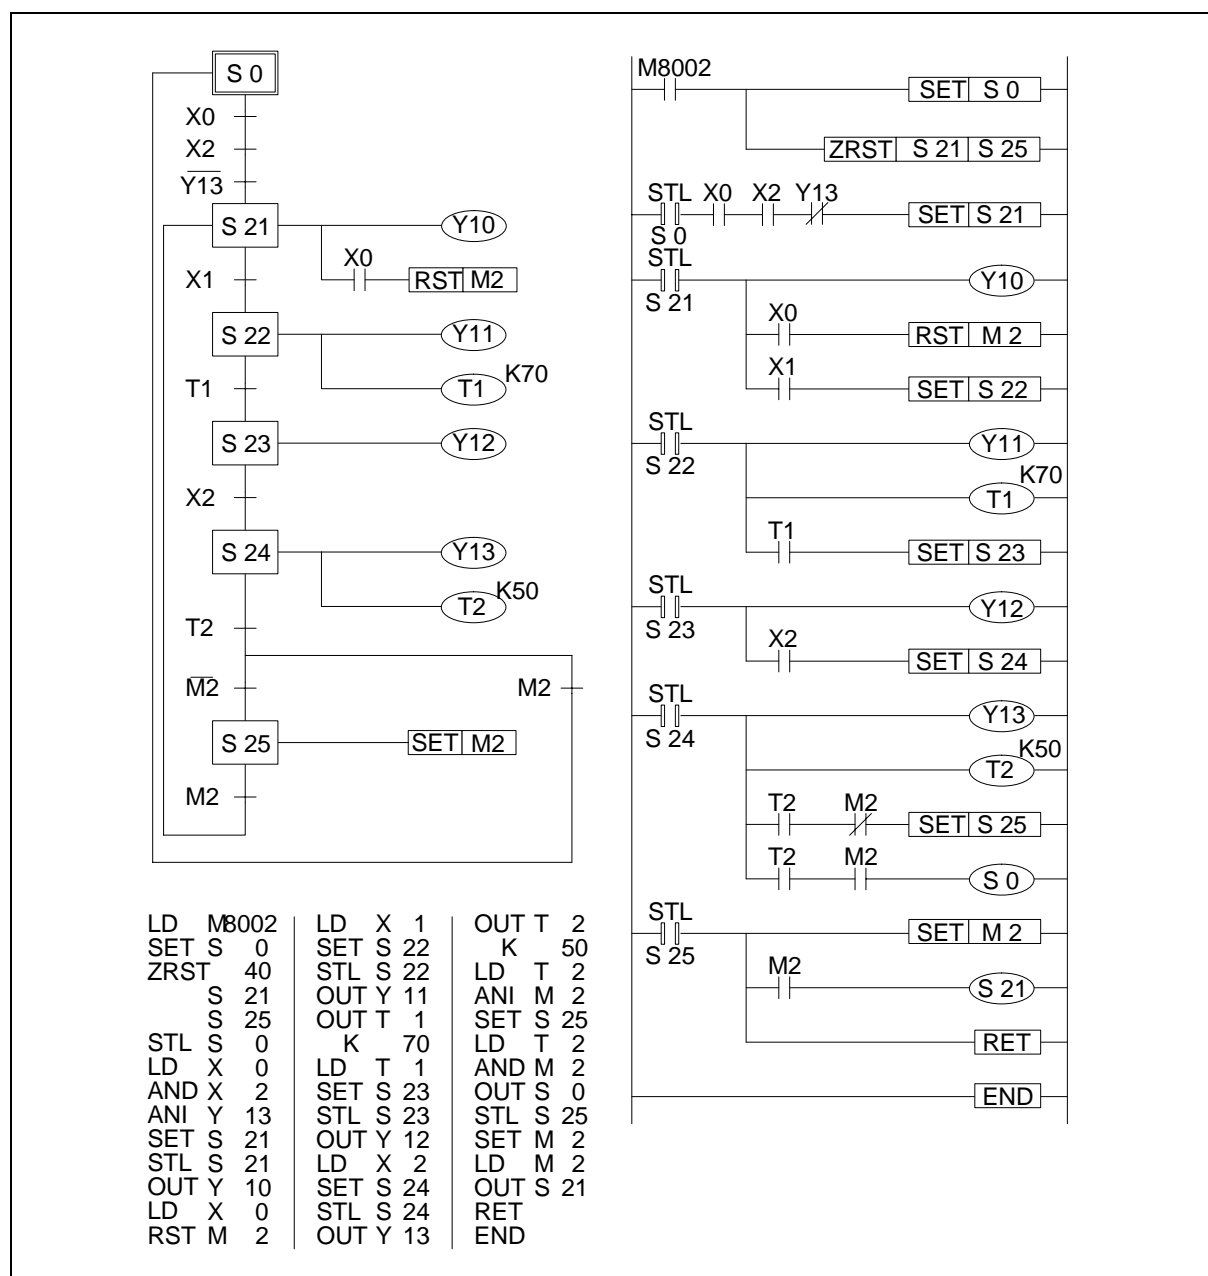 S 0
X0
X2
Y13
S 21
Y10
X0
RST M2
X1
S 22
Y11
T1
K70
T1
S 23
Y12
X2
S 24
Y13
T2
K50
T2
M2
M2
S 25
SET M2
M2
M8002
SET S 0
ZRST S 21 S 25
STL X0 X2 Y13
SET S 21
S 0
STL
Y10
S 21
X0
RST M 2
X1
SET S 22
STL
Y11
S 22
K70
T1
T1
SET S 23
STL
Y12
S 23
X2
SET S 24
STL
Y13
S 24
K50
T2
T2 M2
SET S 25
T2 M2
S 0
STL
SET M 2
S 25
M2
S 21
RET
END
LD M8002
SET S 0
ZRST 40
S 21
S 25
STL S 0
LD X 0
AND X 2
ANI Y 13
SET S 21
STL S 21
OUT Y 10
LD X 0
RST M 2
LD X 1
SET S 22
STL S 22
OUT Y 11
OUT T 1
K 70
LD T 1
SET S 23
STL S 23
OUT Y 12
LD X 2
SET S 24
STL S 24
OUT Y 13
OUT T 2
K 50
LD T 2
ANI M 2
SET S 25
LD T 2
AND M 2
OUT S 0
STL S 25
SET M 2
LD M 2
OUT S 21
RET
END